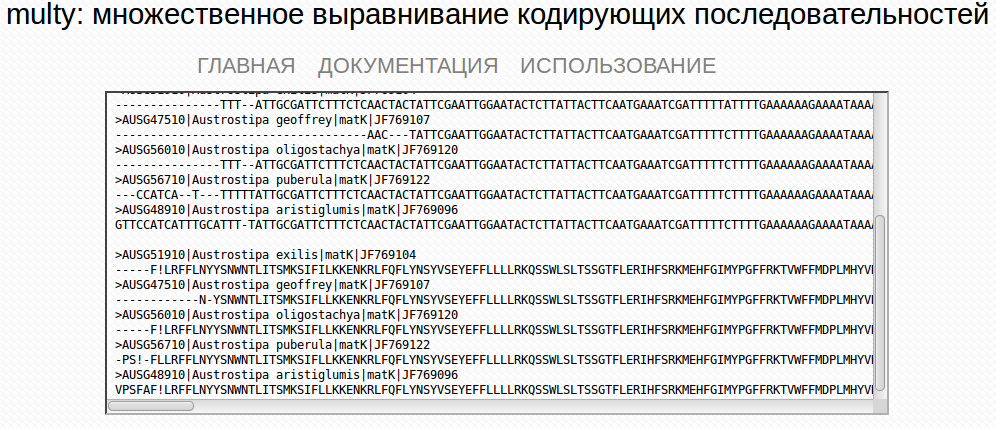 multy: множественное выравнивание кодирующих последовательностей
ГЛАВНАЯ ДОКУМЕНТАЦИЯ ИСПОЛЬЗОВАНИЕ
---------------TTT--ATTGCGATTCTTTCTCAACTACTATTCGAATTGGAATACTCTTATTACTTCAATGAAATCGATTTTTATTTTGAAAAAAGAAAATAAA
>AUSG47510|Austrostipa geoffrey|matK|JF769107
------------------------------------AAC---TATTCGAATTGGAATACTCTTATTACTTCAATGAAATCGATTTTTCTTTTGAAAAAAGAAAATAAA
>AUSG56010|Austrostipa oligostachya|matK|JF769120
---------------TTT--ATTGCGATTCTTTCTCAACTACTATTCGAATTGGAATACTCTTATTACTTCAATGAAATCGATTTTTCTTTTGAAAAAAGAAAATAAA
>AUSG56710|Austrostipa puberula|matK|JF769122
---CCATCA--T---TTTTTATTGCGATTCTTTCTCAACTACTATTCGAATTGGAATACTCTTATTACTTCAATGAAATCGATTTTTCTTTTGAAAAAAGAAAATAAA
>AUSG48910|Austrostipa aristiglumis|matK|JF769096
GTTCCATCATTTGCATTT-TATTGCGATTCTTTCTCAACTACTATTCGAATTGGAATACTCTTATTACTTCAATGAAATCGATTTTTCTTTTGAAAAAAGAAAATAAA
>AUSG51910|Austrostipa exilis|matK|JF769104
-----F!LRFFLNYYSNWNTLITSMKSIFILKKENKRLFQFLYNSYVSEYEFFLLLLRKQSSWLSLTSSGTFLERIHFSRKMEHFGIMYPGFFRKTVWFFMDPLMHYV
>AUSG47510|Austrostipa geoffrey|matK|JF769107
------------N-YSNWNTLITSMKSIFLLKKENKRLFQFLYNSYVSEYEFFLLLLRKQSSWLSLTSSGTFLERIHFSRKMEHFGIMYPGFFRKTVWFFMDPLMHYV
>AUSG56010|Austrostipa oligostachya|matK|JF769120
-----F!LRFFLNYYSNWNTLITSMKSIFLLKKENKRLFQFLYNSYVSEYEFFLLLLRKQSSWLSLTSSGTFLERIHFSRKMEHFGIMYPGFFRKTVWFFMDPLMHYV
>AUSG56710|Austrostipa puberula|matK|JF769122
-PS!-FLLRFFLNYYSNWNTLITSMKSIFLLKKENKRLFQFLYNSYVSEYEFFLLLLRKQSSWLSLTSSGTFLERIHFSRKMEHFGIMYPGFFRKTVWFFMDPLMHYV
>AUSG48910|Austrostipa aristiglumis|matK|JF769096
VPSFAF!LRFFLNYYSNWNTLITSMKSIFLLKKENKRLFQFLYNSYVSEYEFFLLLLRKQSSWLSLTSSGTFLERIHFSRKMEHFGIMYPGFFRKTVWFFMDPLMHYV